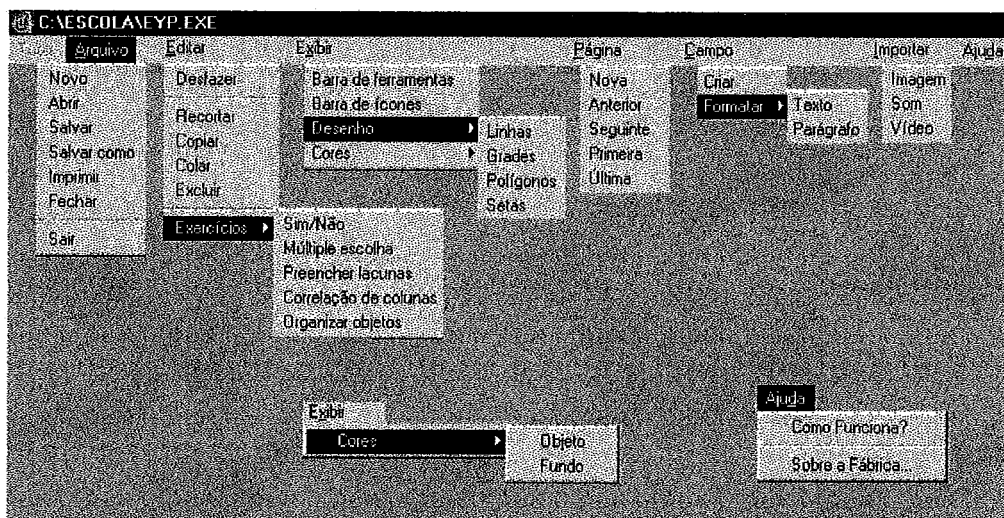 C:\ESCOLA\EYP.EXE
Arquivo Editar Exibir Página Campo Importar Ajuda
Novo
Abrir
Salvar
Salvar como
Imprimir
Fechar
Sair
Desfazer
Recortar
Copiar
Colar
Excluir
Exercícios
Sim/Não
Múltiple escolha
Preencher lacunas
Correlação de colunas
Organizar objetos
Barra de ferramentas
Barra de ícones
Desenho
Cores
Linhas
Grades
Polígonos
Setas
Nova
Anterior
Seguinte
Primeira
Última
Criar
Formatar
Texto
Parágrafo
Imagem
Som
Vídeo
Exibir
Cores
Objeto
Fundo
Ajuda
Como Funciona?
Sobre a Fábrica...